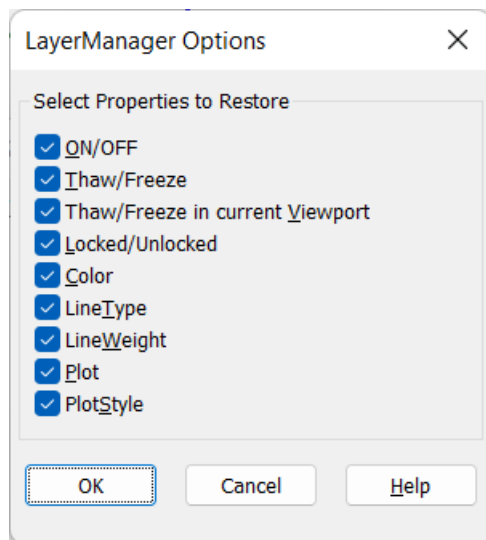 LayerManager Options
Select Properties to Restore
ON/OFF
Thaw/Freeze
Thaw/Freeze in current Viewport
Locked/Unlocked
Color
LineType
LineWeight
Plot
PlotStyle
OK Cancel Help